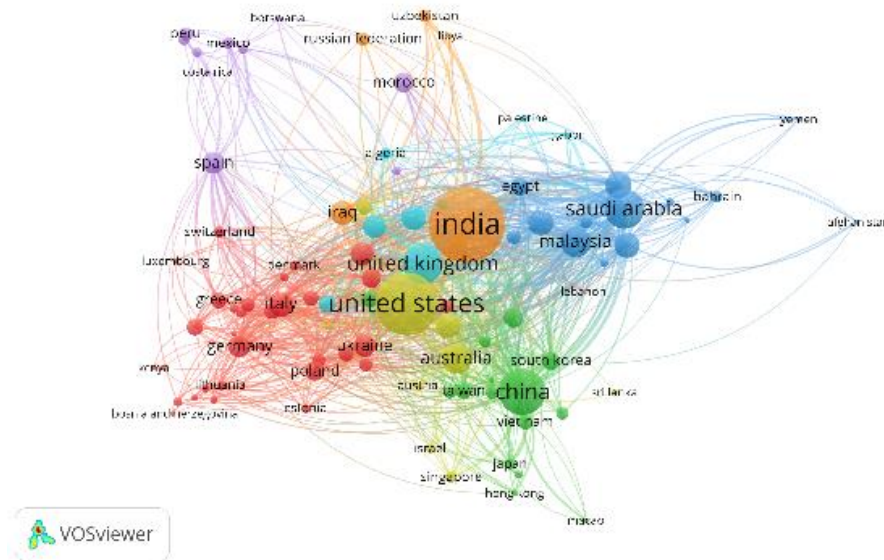 botswana
uzbekistan
peru
mexico
russian federation
libya
costa rica
morocco
palestine
yemen
algeria
spain
egypt
bahrain
iraq
saudi arabia
india
afghanistan
switzerland
malaysia
luxembourg
denmark
united kingdom
lebanon
greece
italy
united states
germany
ukraine
australia
south korea
kenya
poland
lithuania
austria
taiwan
china
sri lanka
bosnia and herzegovina
estonia
viet nam
israel
japan
singapore
hong kong
macao
VOSviewer